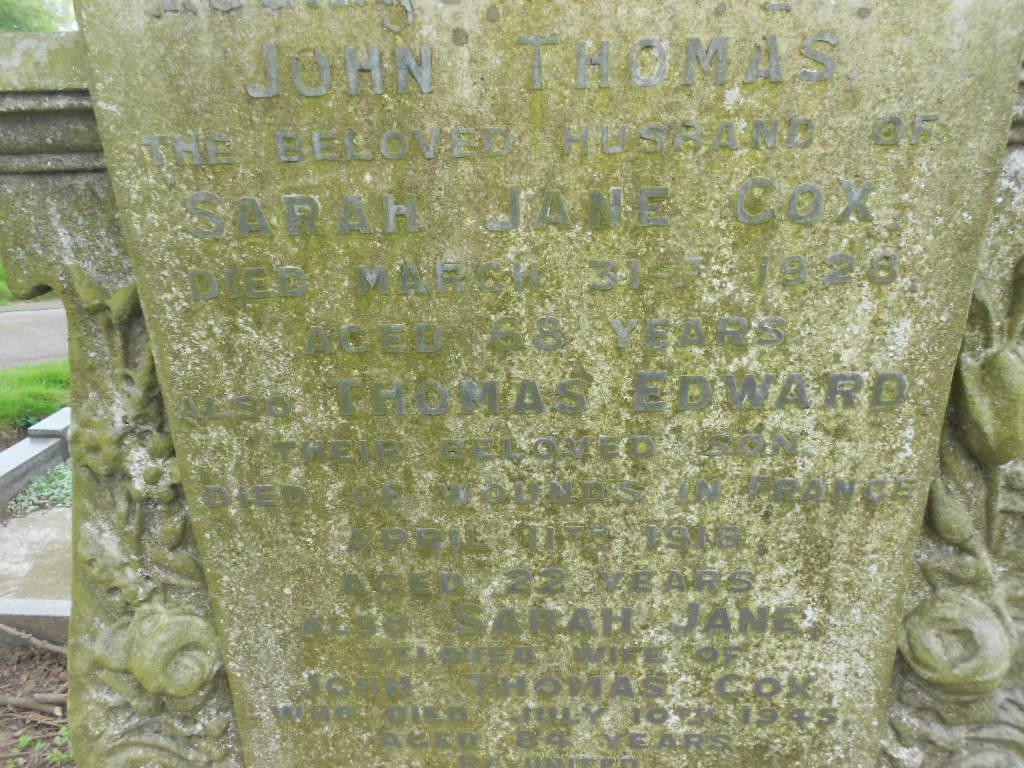 JOHN THOMAS,
THE BELOVED HUSBAND OF
SARAH JANE COX,
DIED MARCH 31ST 1928,
AGED 68 YEARS
ALSO THOMAS EDWARD,
THEIR BELOVED SON
DIED OF WOUNDS IN FRANCE
APRIL 11TH 1918,
AGED 22 YEARS
ALSO SARAH JANE,
BELOVED WIFE OF
JOHN THOMAS COX,
WHO DIED JULY 10TH 1945,
AGED 84 YEARS
RE-UNITED